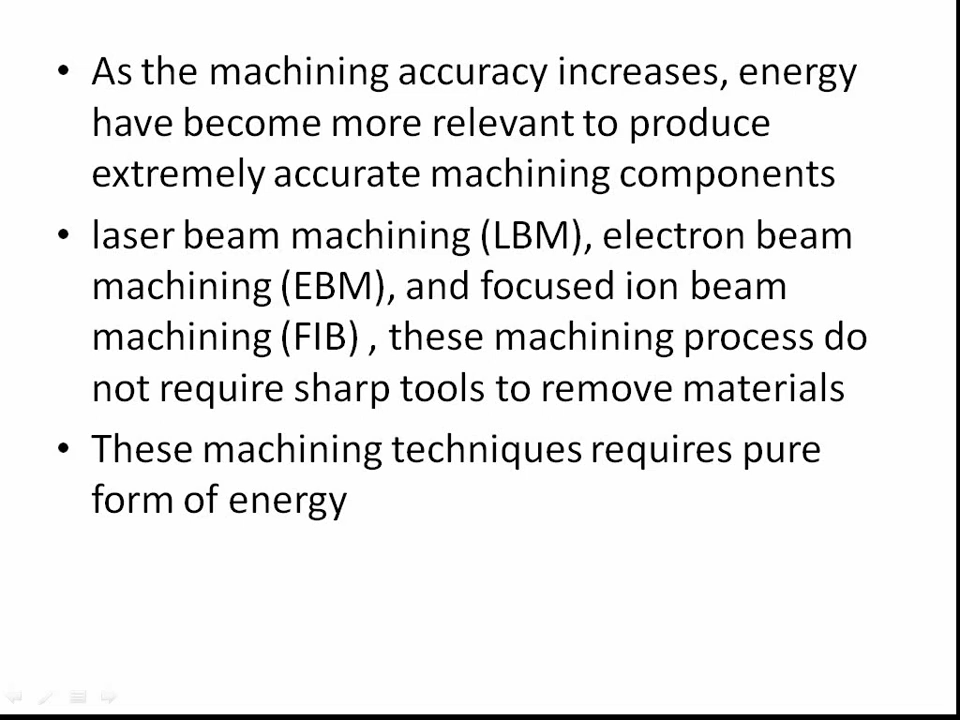 • As the machining accuracy increases, energy
have become more relevant to produce
extremely accurate machining components
• laser beam machining (LBM), electron beam
machining (EBM), and focused ion beam
machining (FIB) , these machining process do
not require sharp tools to remove materials
• These machining techniques requires pure
form of energy